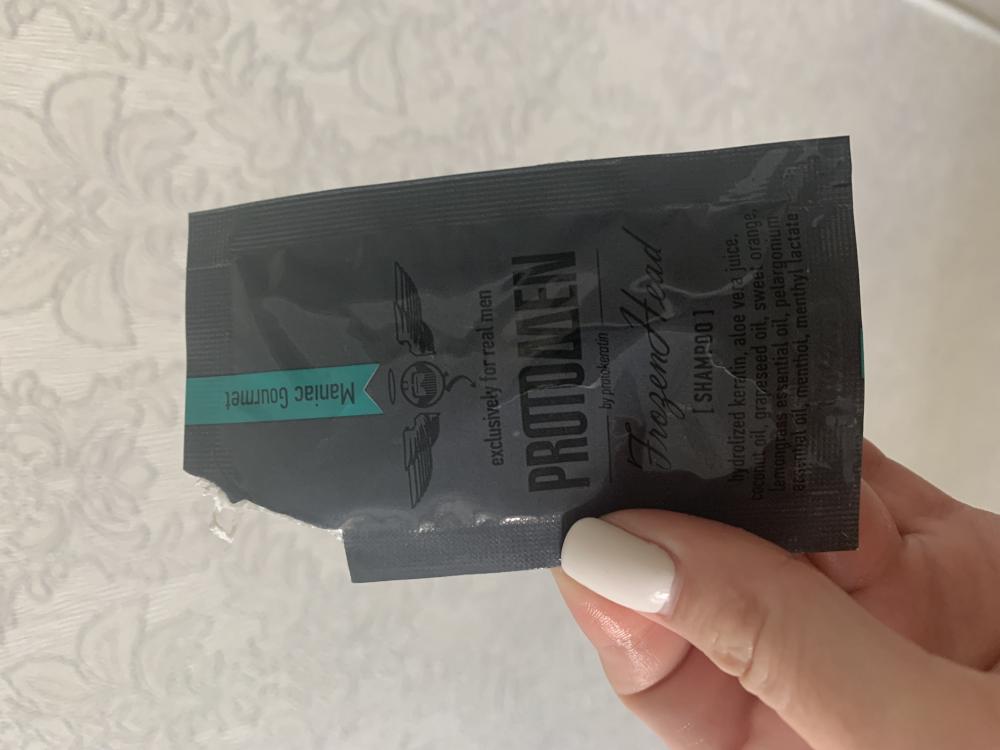 Maniac Gourmet
exclusively for real men
PROTOMEN
by protokeratin
Frozen Head
[ SHAMPOO ]
hydrolized keratin, aloe vera juice,
coconut oil, grapeseed oil, sweet orange,
lemongrass essential oil, pelargonium
essential oil, menthol, menthyl lactate